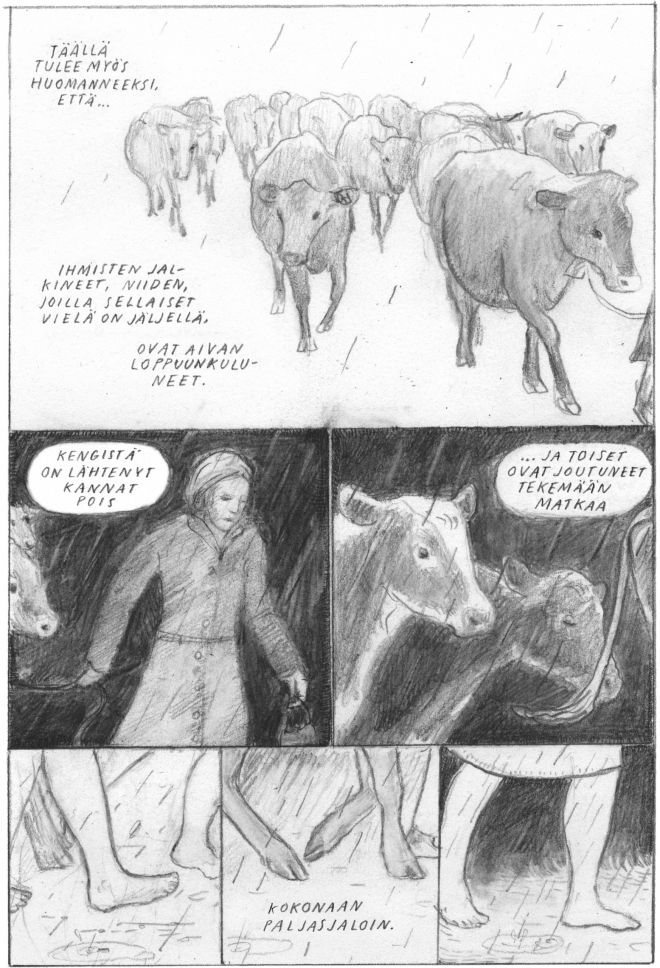 TÄÄLLÄ
TULEE MYÖS
HUOMANNEEKSI,
ETTÄ...
IHMISTEN JAL-
KINEET, NIIDEN,
JOILLA SELLAISET
VIELÄ ON JÄLJELLÄ,
OVAT AIVAN
LOPPUUNKULU-
NEET.
KENGISTÄ
ON LÄHTENYT
KANNAT
POIS
... JA TOISET
OVAT JOUTUNEET
TEKEMÄÄN
MATKAA
KOKONAAN
PALJASJALOIN.